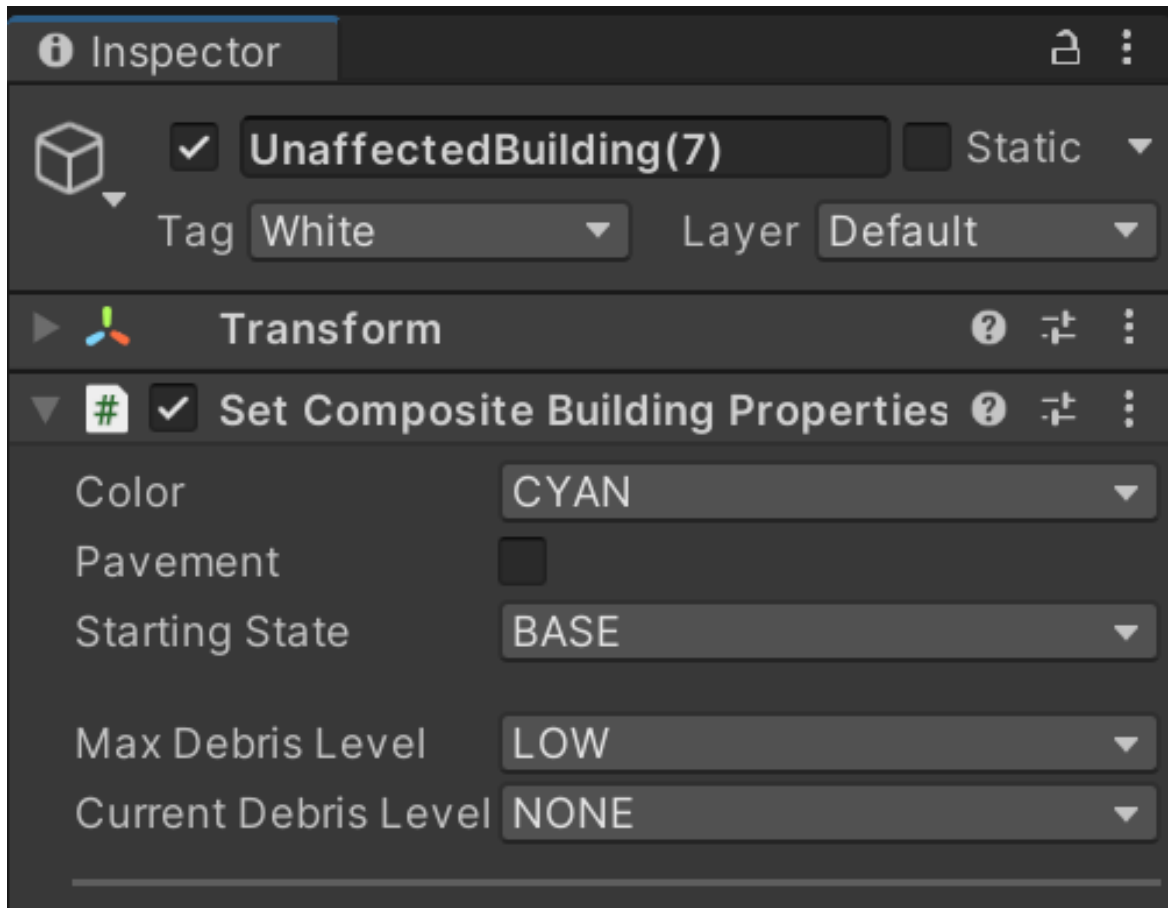 Inspector
UnaffectedBuilding(7) Static
Tag White Layer Default
Transform
# Set Composite Building Properties
Color CYAN
Pavement
Starting State BASE
Max Debris Level LOW
Current Debris Level NONE